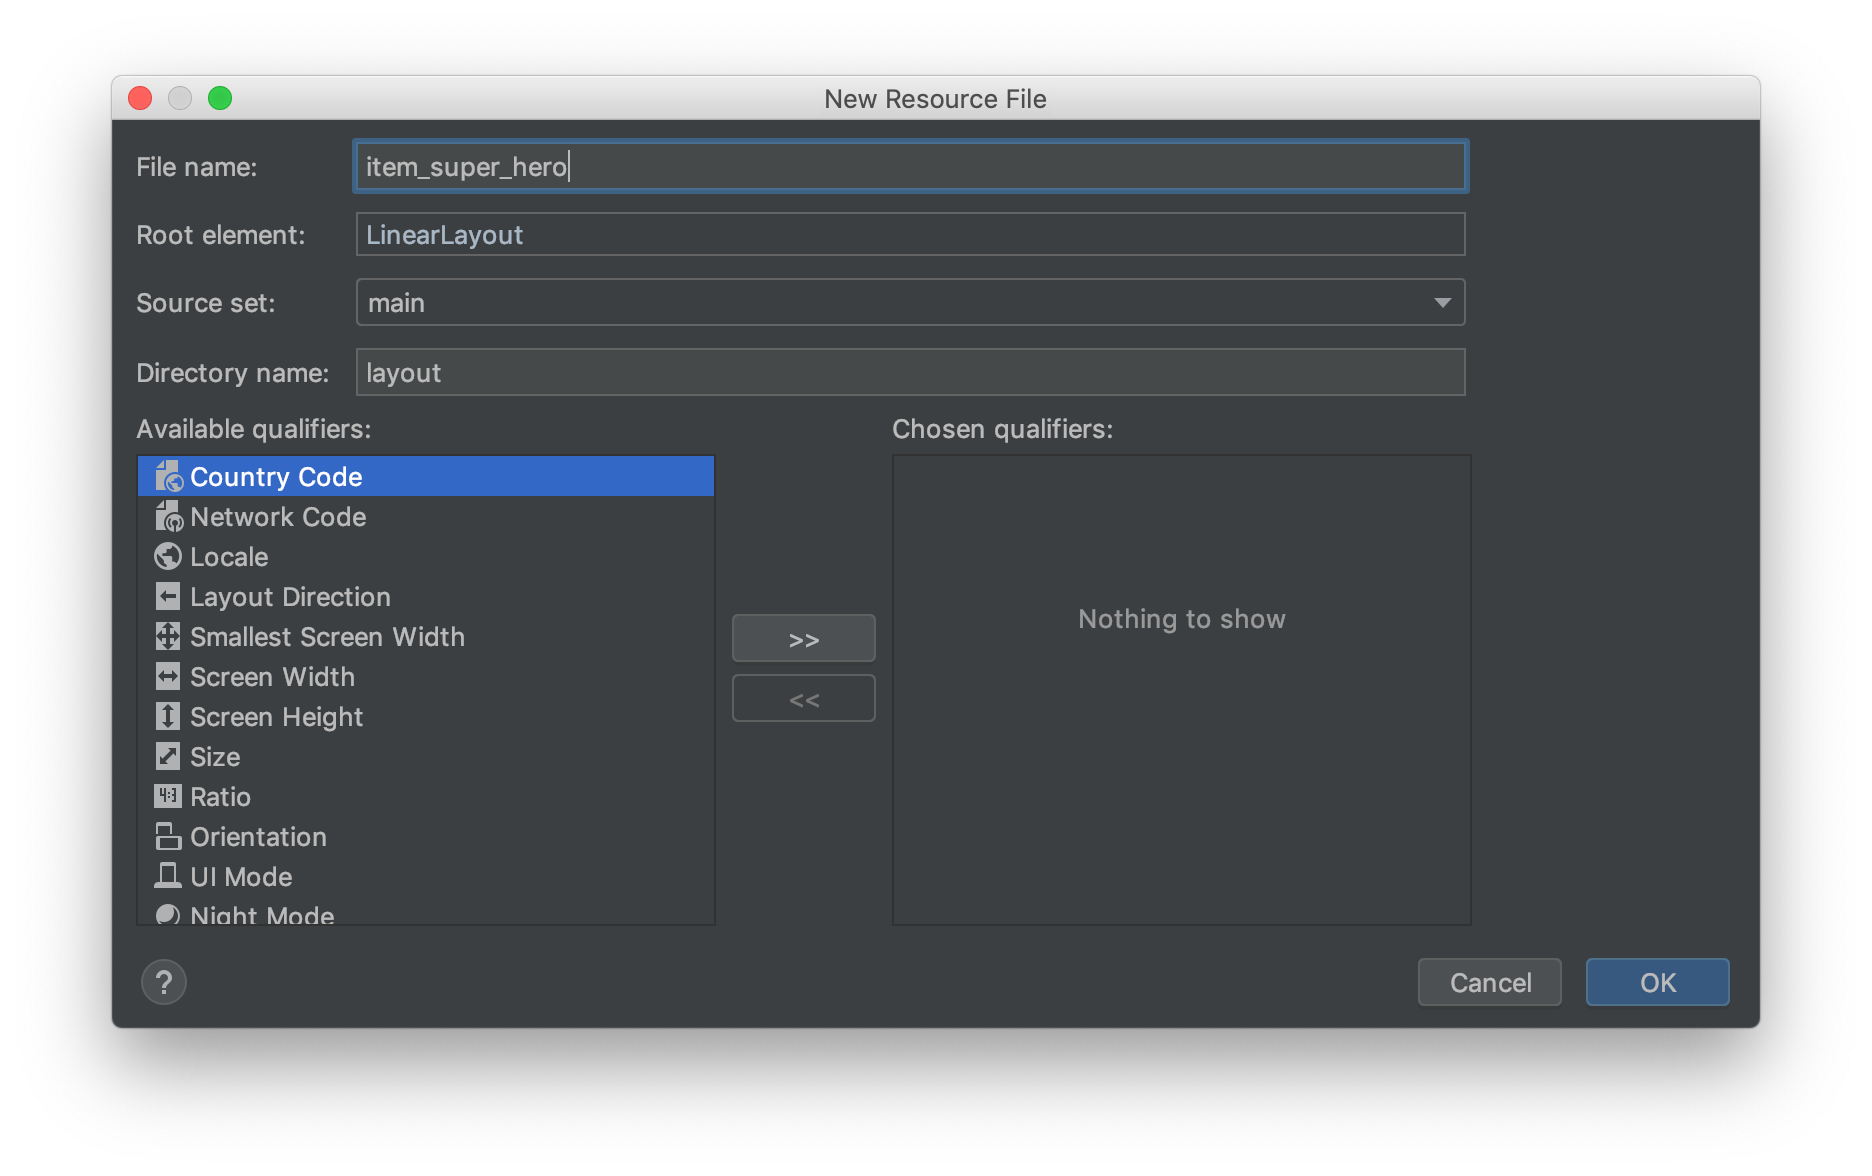 New Resource File
File name: item_super_hero
Root element: LinearLayout
Source set: main
Directory name: layout
Available qualifiers:
Chosen qualifiers:
Country Code
Network Code
Locale
Layout Direction
Smallest Screen Width
Screen Width
Screen Height
Size
4:3 Ratio
Orientation
UI Mode
Night Mode
>>
<<
Nothing to show
?
Cancel
OK